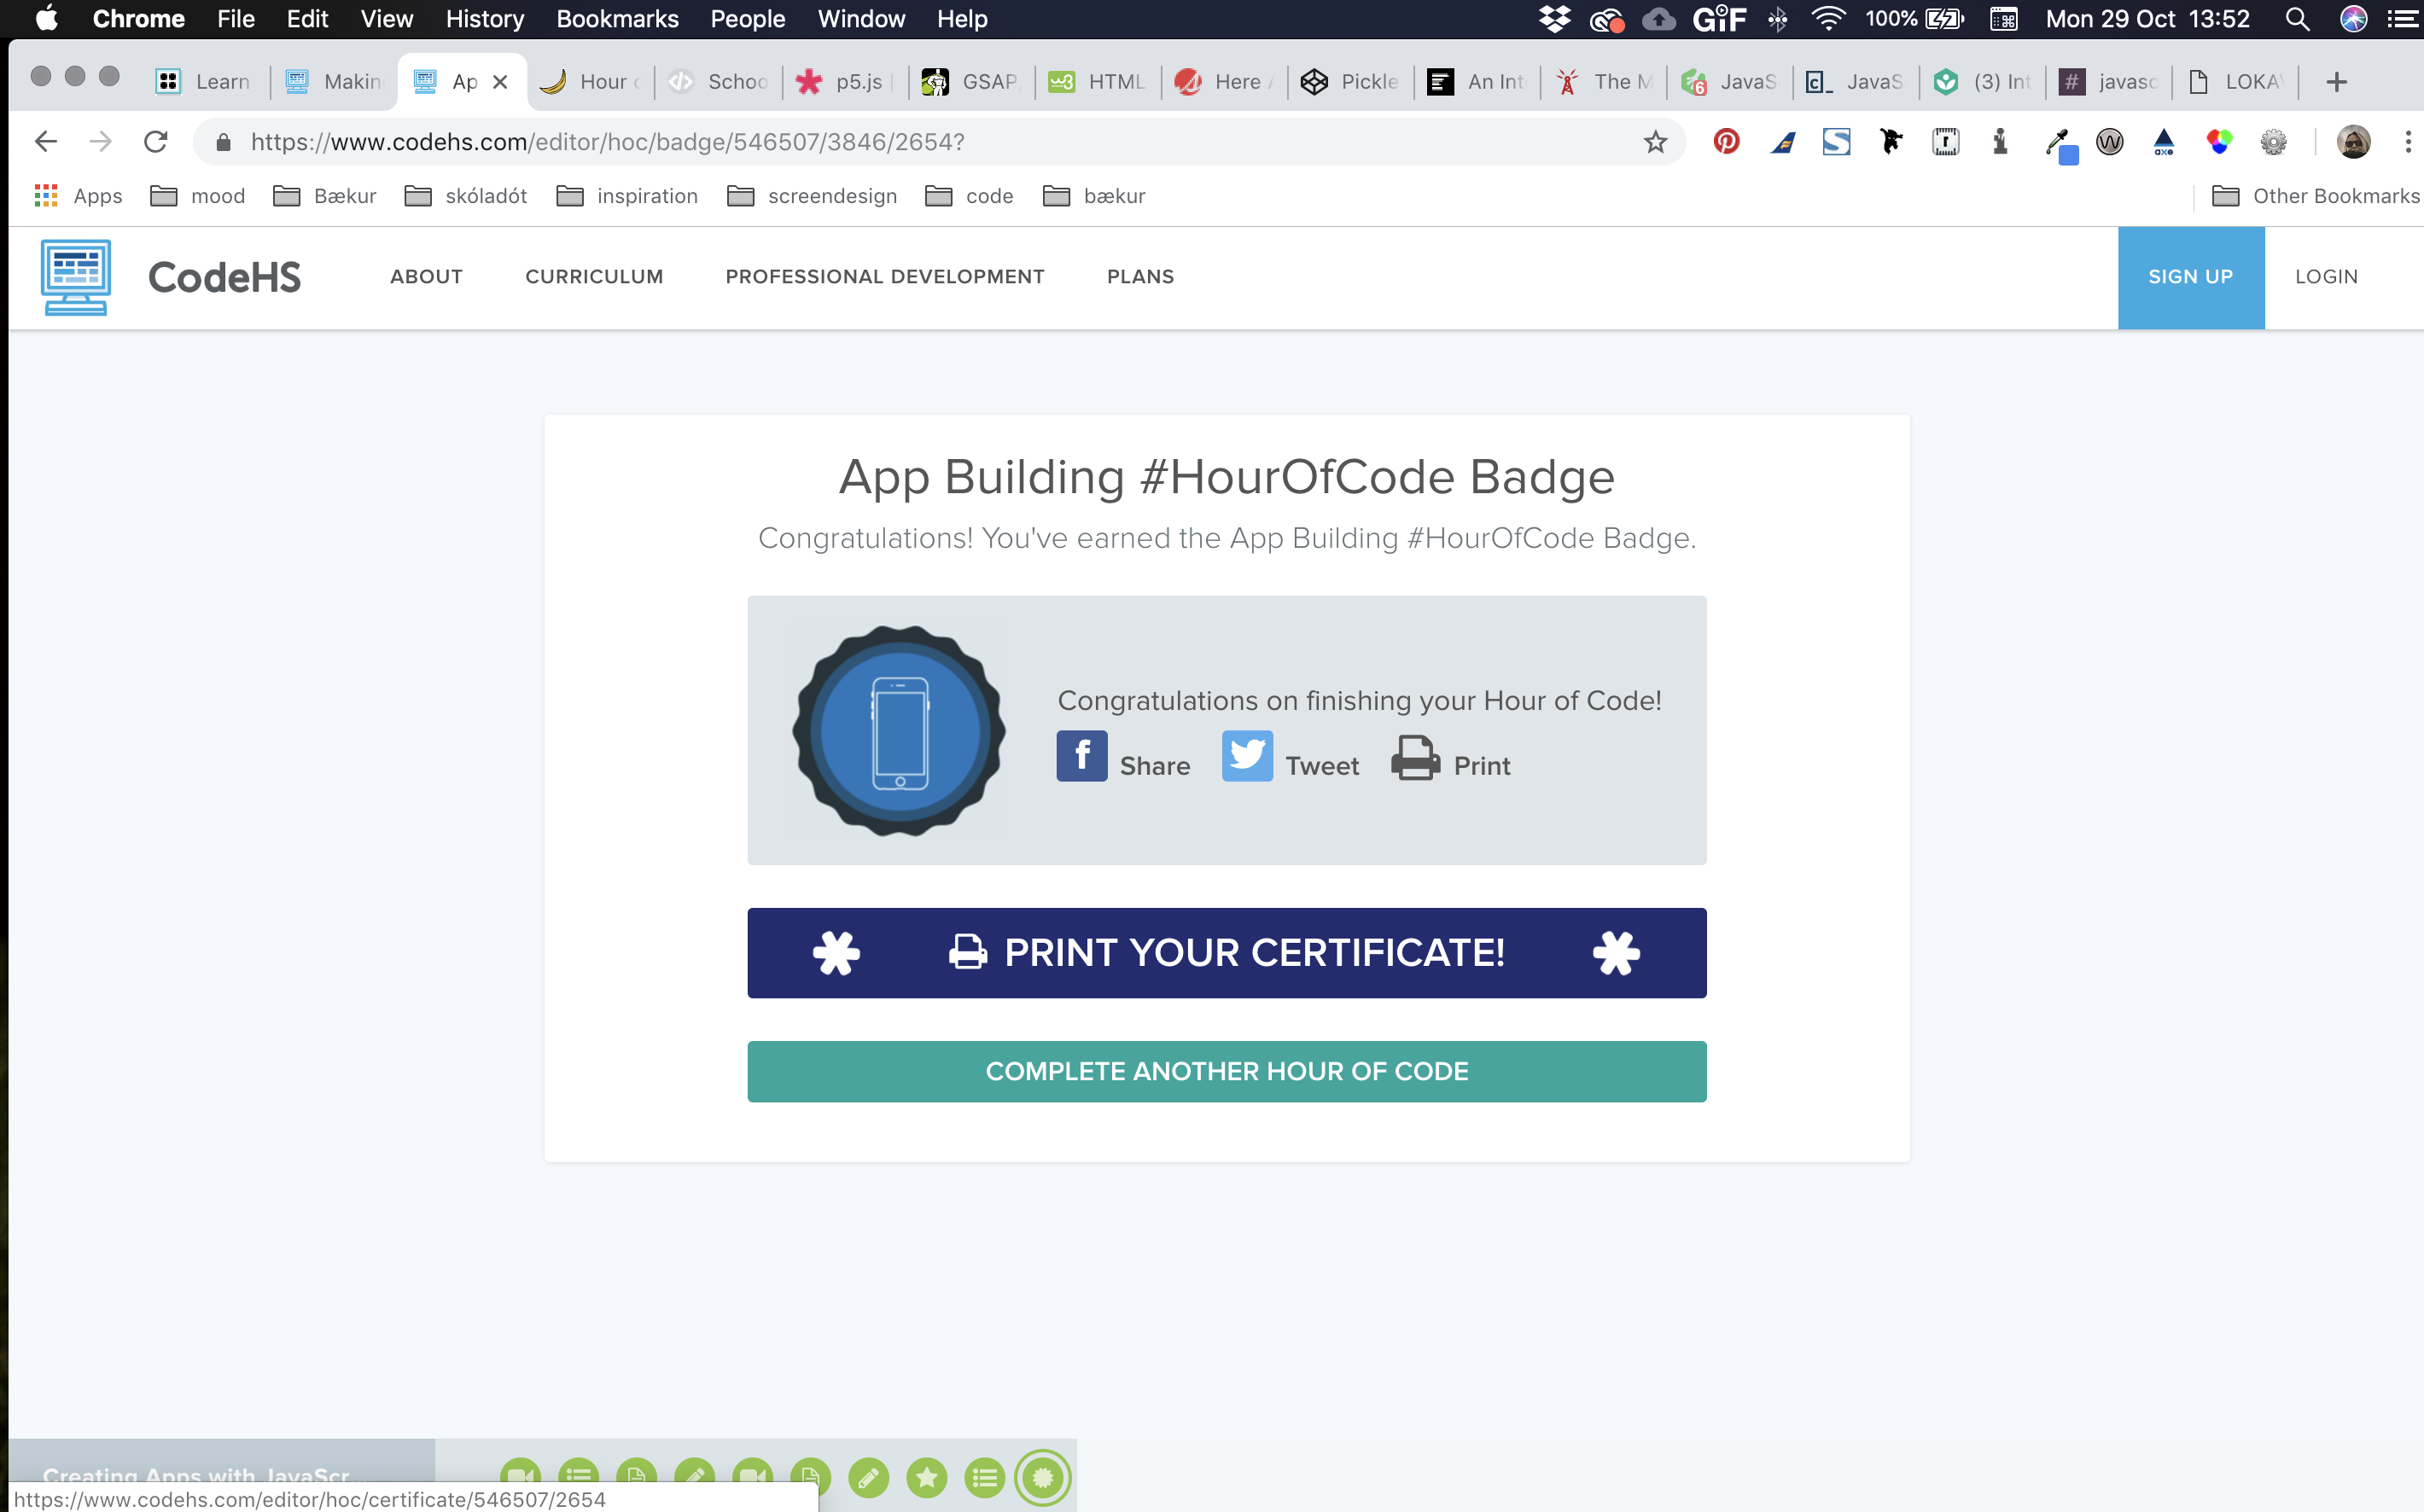 Chrome File Edit View History Bookmarks People Window Help GiF 100% Mon 29 Oct 13:52
Learn Makin Ap Hour Schoo p5.js GSAP HTML Here Pickle An Int The M JavaS JavaS (3) Int javasc LOKA
https://www.codehs.com/editor/hoc/badge/546507/3846/2654?
Apps mood Bækur skóladót inspiration screendesign code bækur Other Bookmarks
CodeHS ABOUT CURRICULUM PROFESSIONAL DEVELOPMENT PLANS SIGN UP LOGIN
App Building #HourOfCode Badge
Congratulations! You've earned the App Building #HourOfCode Badge.
Congratulations on finishing your Hour of Code!
Share Tweet Print
PRINT YOUR CERTIFICATE!
COMPLETE ANOTHER HOUR OF CODE
Creating Apps with JavaScr...
https://www.codehs.com/editor/hoc/certificate/546507/2654